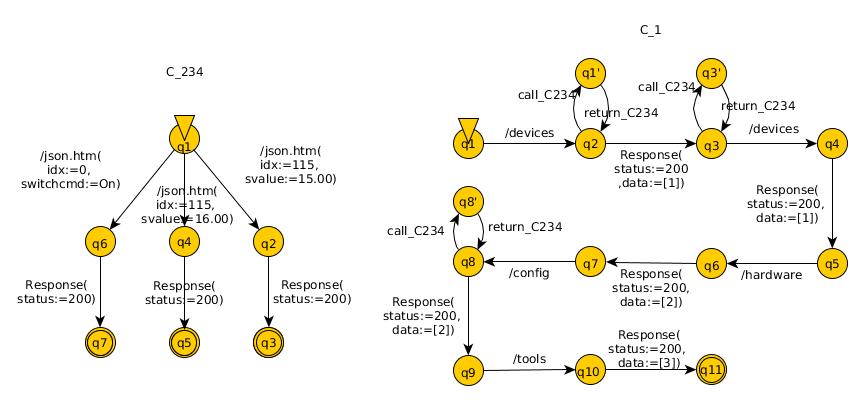 C_234
q1
/json.htm(
idx:=0,
switchcmd:=On)
/json.htm(
idx:=115,
svalue:=16.00)
/json.htm(
idx:=115,
svalue:=15.00)
q6
q4
q2
Response(
status:=200)
Response(
status:=200)
Response(
status:=200)
q7
q5
q3
C_1
q1'
q3'
call_C234
return_C234
call_C234
return_C234
q1
/devices
q2
Response(
status:=200
,data:=[1])
q3
/devices
q4
Response(
status:=200,
data:=[1])
q8'
call_C234
return_C234
q8
/config
q7
Response(
status:=200,
data:=[2])
q6
/hardware
q5
Response(
status:=200,
data:=[2])
q9
/tools
q10
Response(
status:=200,
data:=[3])
q11